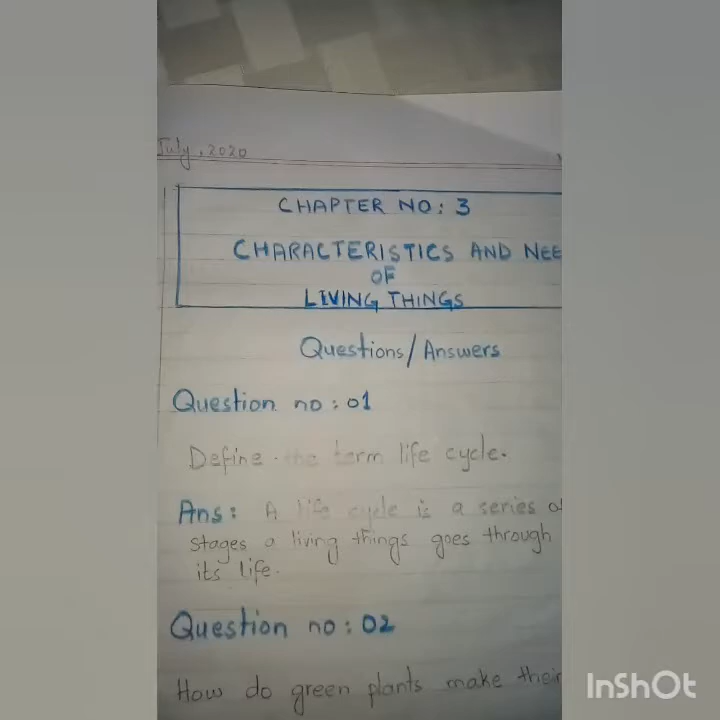 July, 2020
CHAPTER NO: 3
CHARACTERISTICS AND NEE
OF
LIVING THINGS
Questions/Answers
Question no: 01
Define the term life cycle.
Ans: A life cycle is a series of
stages a living things goes through
its life.
Question no: 02
How do green plants make their
InShOt